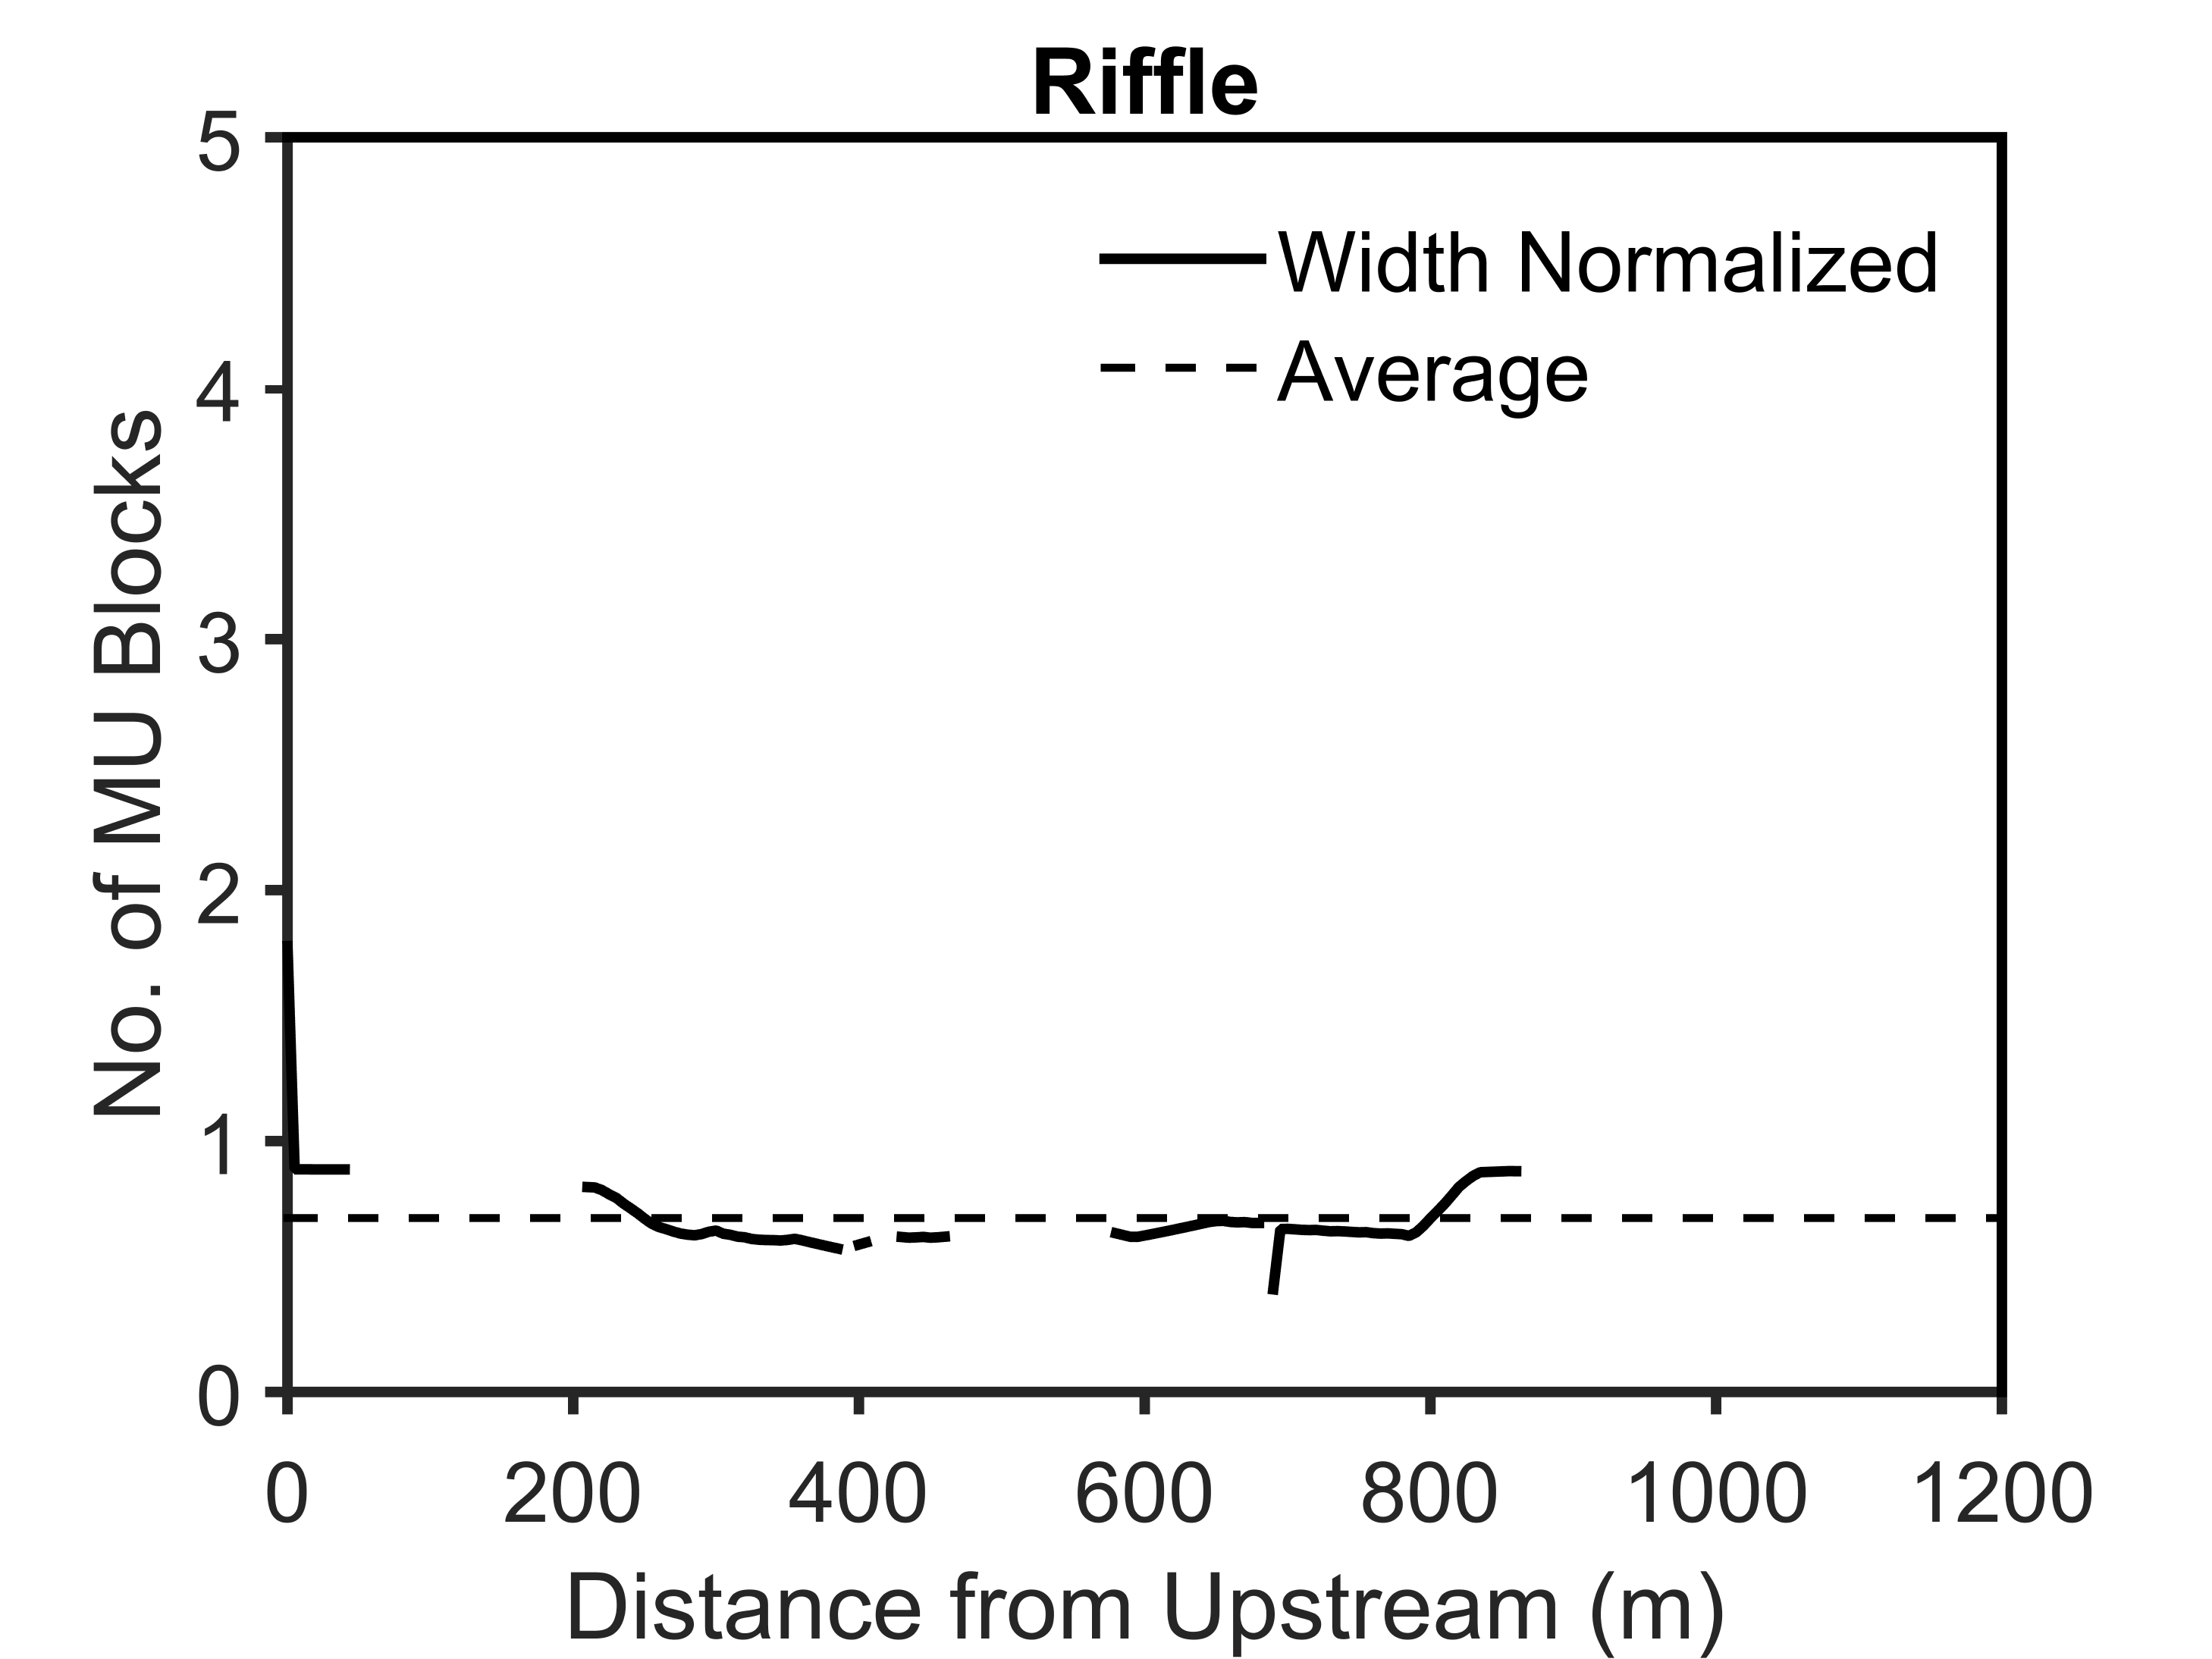 Riffle
Width Normalized
Average
No. of MU Blocks
5
4
3
2
1
0
0 200 400 600 800 1000 1200
Distance from Upstream (m)